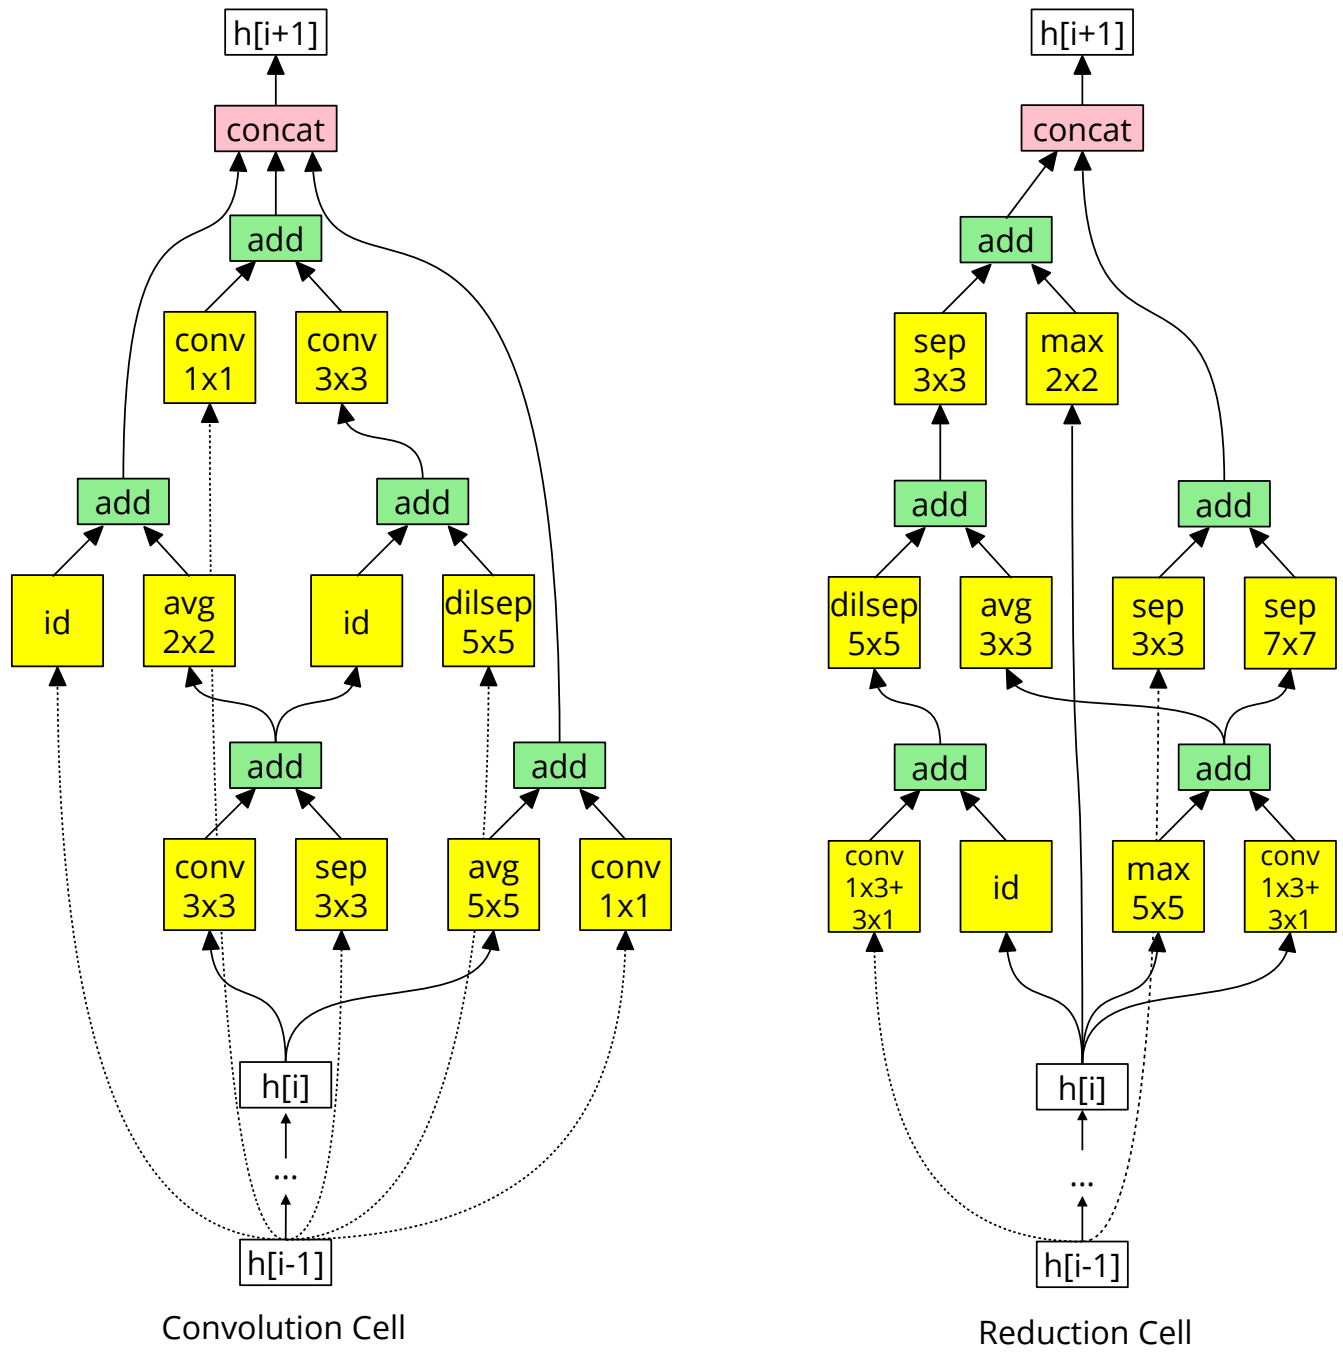 h[i+1]
concat
add
conv
1x1
conv
3x3
add
add
id
avg
2x2
id
dilsep
5x5
add
add
conv
3x3
sep
3x3
avg
5x5
conv
1x1
h[i]
...
h[i-1]
Convolution Cell
h[i+1]
concat
add
sep
3x3
max
2x2
add
add
dilsep
5x5
avg
3x3
sep
3x3
sep
7x7
add
add
conv
1x3+
3x1
id
max
5x5
conv
1x3+
3x1
h[i]
...
h[i-1]
Reduction Cell